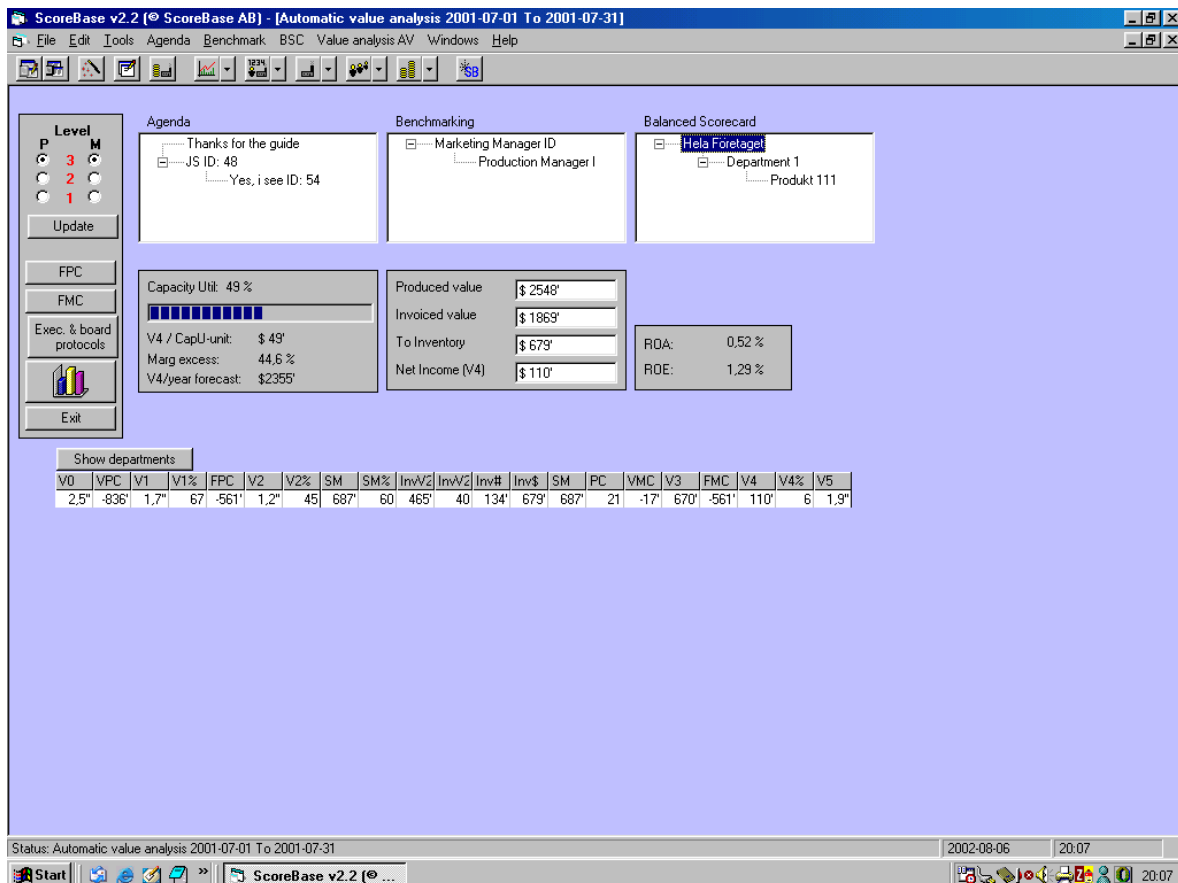 ScoreBase v2.2 (© ScoreBase AB) - [Automatic value analysis 2001-07-01 To 2001-07-31]
File Edit Tools Agenda Benchmark BSC Value analysis AV Windows Help
1234
SB
Level
P M
3
2
1
Update
FPC
FMC
Exec. & board
protocols
Exit
Agenda
Thanks for the guide
JS ID: 48
Yes, i see ID: 54
Benchmarking
Marketing Manager ID
Production Manager I
Balanced Scorecard
Hela Företaget
Department 1
Produkt 111
Capacity Util: 49 %
V4 / CapU-unit: $ 49'
Marg excess: 44,6 %
V4/year forecast: $2355'
Produced value $ 2548'
Invoiced value $ 1869'
To Inventory $ 679'
Net Income (V4) $ 110'
ROA: 0,52 %
ROE: 1,29 %
Show departments
V0 VPC V1 V1% FPC V2 V2% SM SM% InvV2 InvV2 Inv# Inv$ SM PC VMC V3 FMC V4 V4% V5
2,5" -836' 1,7" 67 -561' 1,2" 45 687' 60 465' 40 134' 679' 687' 21 -17' 670' -561' 110' 6 1,9"
Status: Automatic value analysis 2001-07-01 To 2001-07-31 2002-08-06 20:07
Start » ScoreBase v2.2 (© ... 20:07